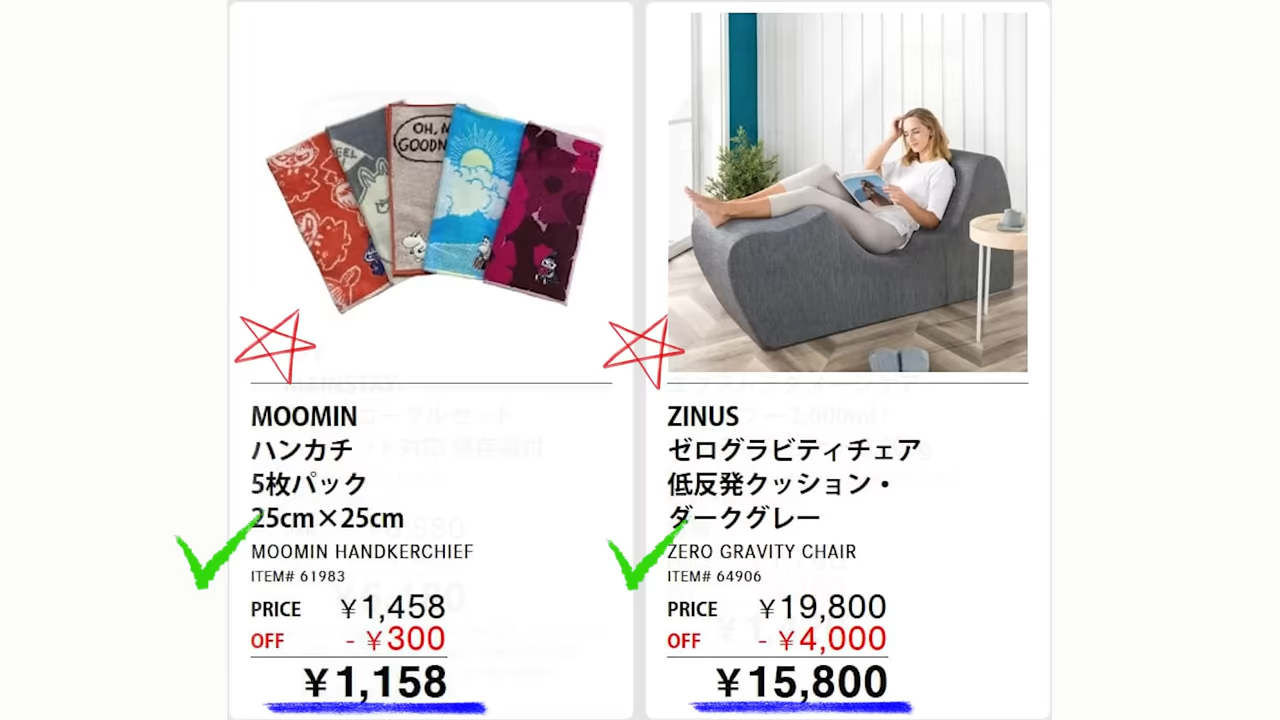 OH, M
GOODN
MOOMIN
ハンカチ
5枚パック
25cm×25cm
MOOMIN HANDKERCHIEF
ITEM# 61983
PRICE ¥1,458
OFF - ¥300
¥1,158
ZINUS
ゼログラビティチェア
低反発クッション・
ダークグレー
ZERO GRAVITY CHAIR
ITEM# 64906
PRICE ¥19,800
OFF - ¥4,000
¥15,800